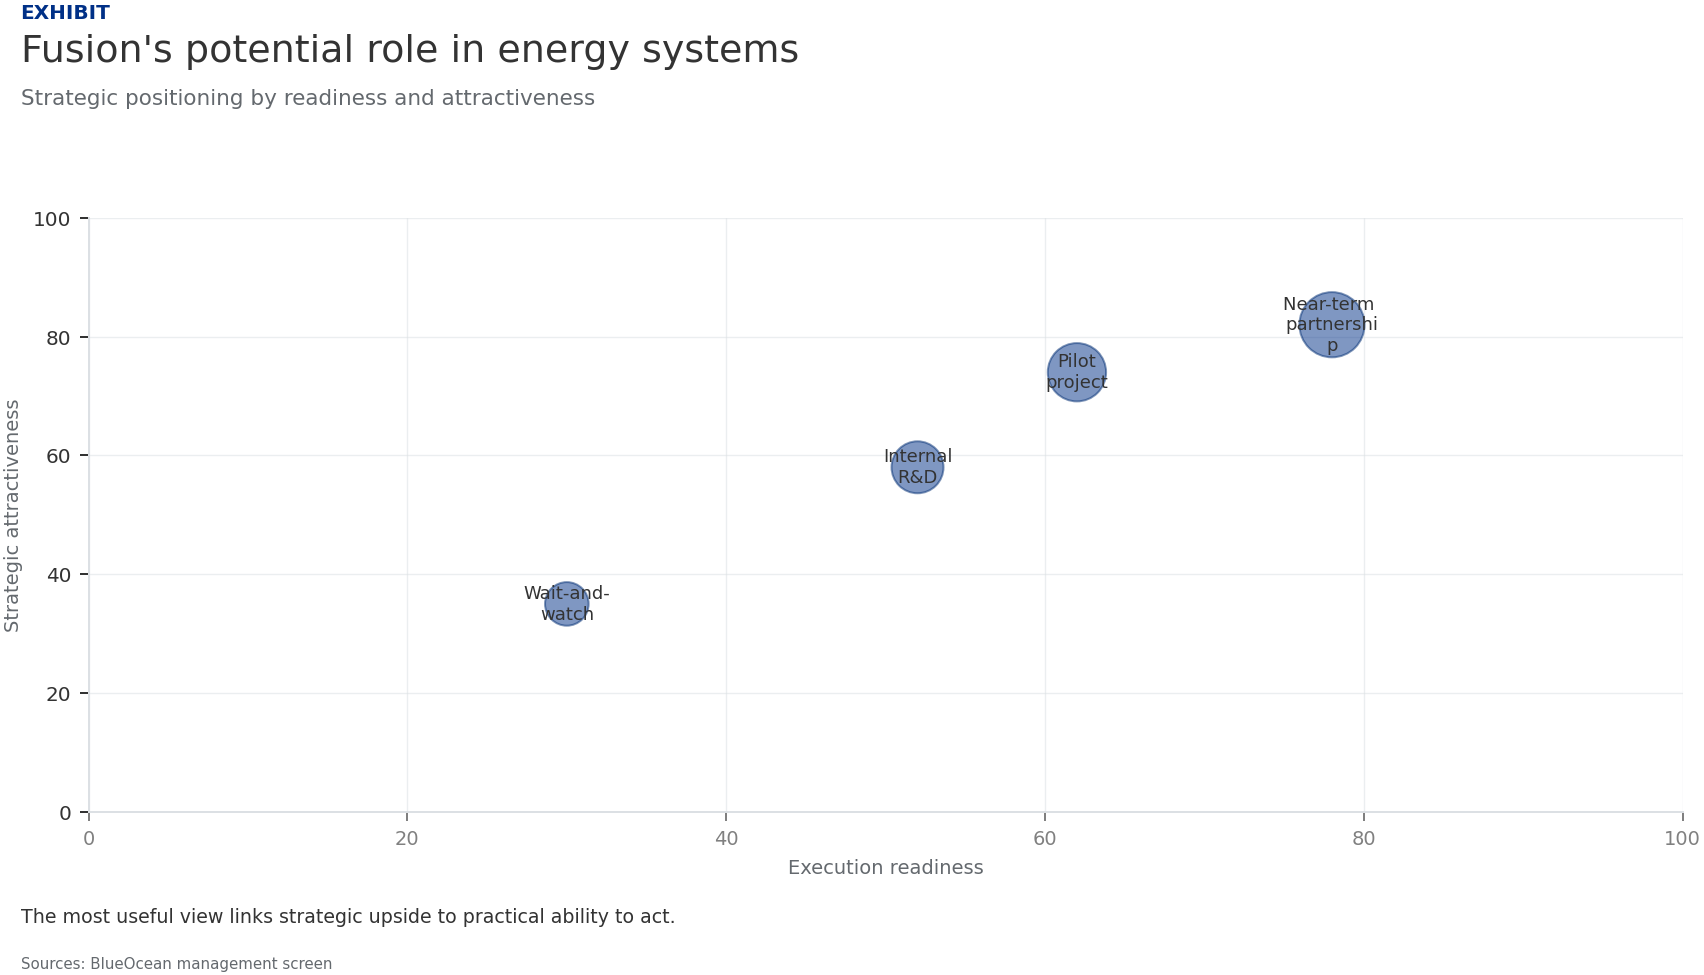 EXHIBIT
Fusion's potential role in energy systems
Strategic positioning by readiness and attractiveness
100
80
60
40
20
0
Strategic attractiveness
Near-term
partnershi
p
Pilot
project
Internal
R&D
Wait-and-
watch
0 20 40 60 80 100
Execution readiness
The most useful view links strategic upside to practical ability to act.
Sources: BlueOcean management screen